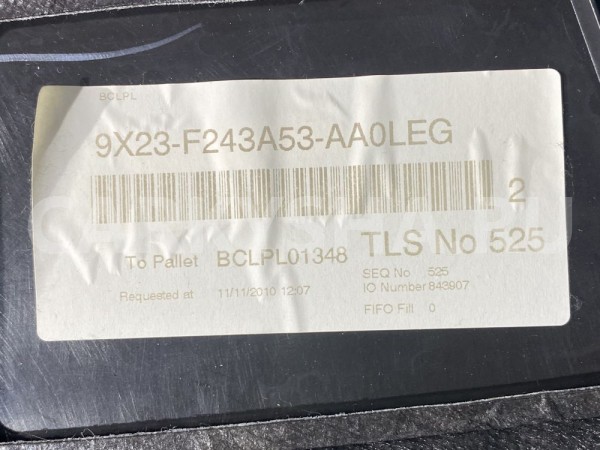 BCLPL
9X23-F243A53-AA0LEG
2
To Pallet BCLPL01348 TLS No 525
SEQ No 525
Requested at 11/11/2010 12:07 IO Number 843907
FIFO Fill 0